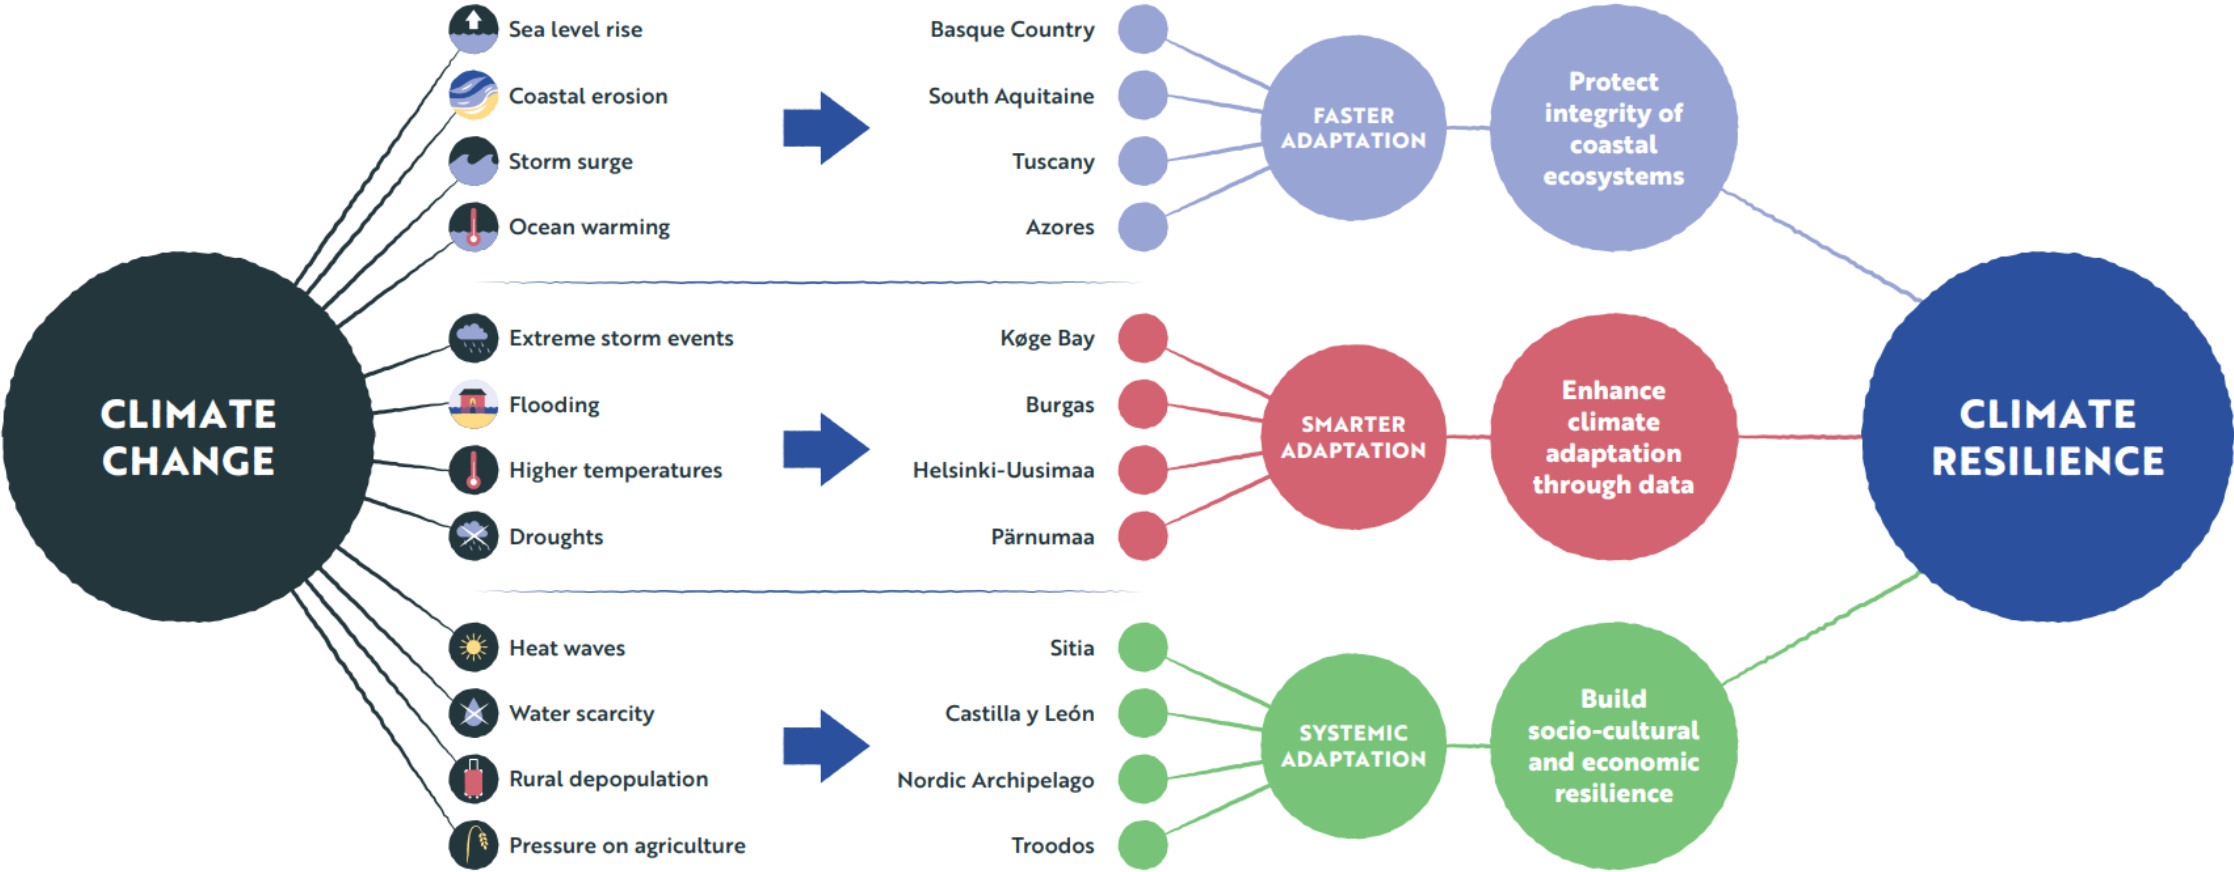 CLIMATE
CHANGE
Sea level rise
Coastal erosion
Storm surge
Ocean warming
Extreme storm events
Flooding
Higher temperatures
Droughts
Heat waves
Water scarcity
Rural depopulation
Pressure on agriculture
Basque Country
South Aquitaine
Tuscany
Azores
Køge Bay
Burgas
Helsinki-Uusimaa
Pärnumaa
Sitia
Castilla y León
Nordic Archipelago
Troodos
FASTER
ADAPTATION
SMARTER
ADAPTATION
SYSTEMIC
ADAPTATION
Protect
integrity of
coastal
ecosystems
Enhance
climate
adaptation
through data
Build
socio-cultural
and economic
resilience
CLIMATE
RESILIENCE